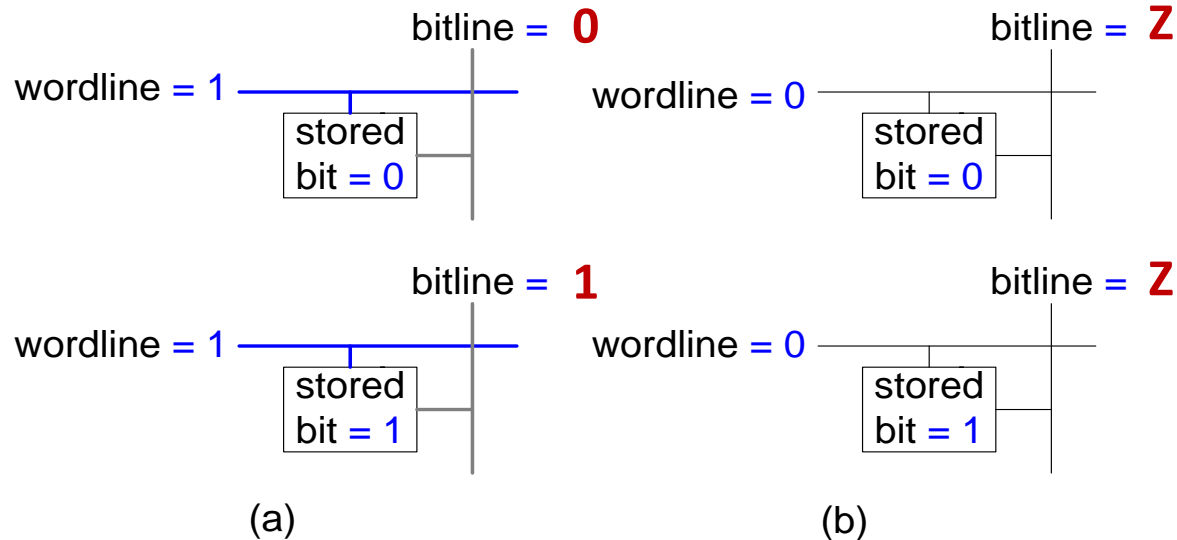 bitline = 0
wordline = 1
stored
bit = 0
bitline = Z
wordline = 0
stored
bit = 0
bitline = 1
wordline = 1
stored
bit = 1
bitline = Z
wordline = 0
stored
bit = 1
(a)
(b)